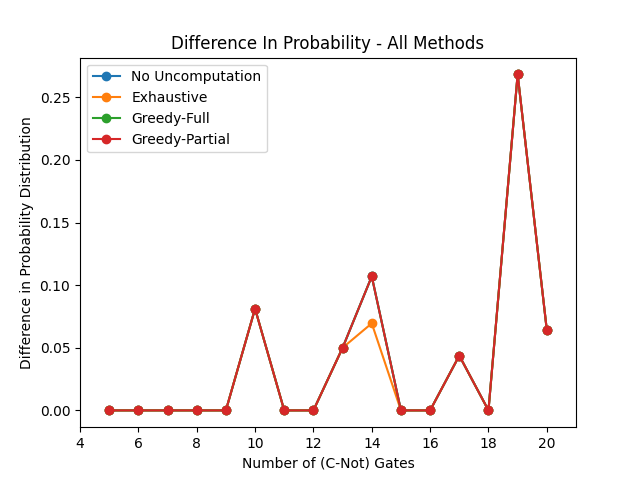 Difference In Probability - All Methods
No Uncomputation
Exhaustive
Greedy-Full
Greedy-Partial
Difference in Probability Distribution
0.25
0.20
0.15
0.10
0.05
0.00
4 6 8 10 12 14 16 18 20
Number of (C-Not) Gates